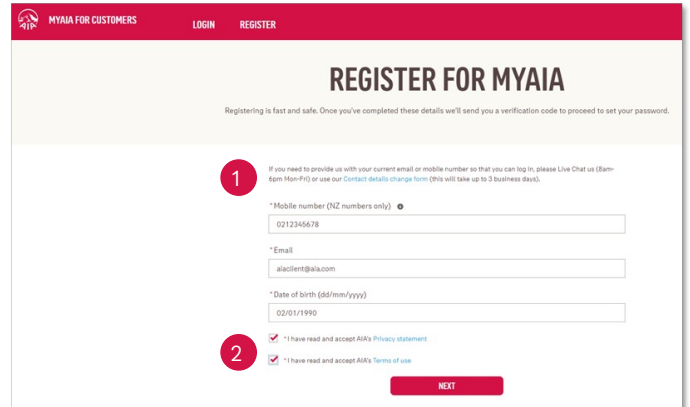 AIA
MYAIA FOR CUSTOMERS
LOGIN
REGISTER
REGISTER FOR MYAIA
Registering is fast and safe. Once you've completed these details we'll send you a verification code to proceed to set your password.
1
If you need to provide us with your current email or mobile number so that you can log in, please Live Chat us (8am-
6pm Mon-Fri) or use our Contact details change form (this will take up to 3 business days).
*Mobile number (NZ numbers only)
0212345678
*Email
aiaclient@aia.com
*Date of birth (dd/mm/yyyy)
02/01/1990
2
*I have read and accept AIA's Privacy statement
*I have read and accept AIA's Terms of use
NEXT